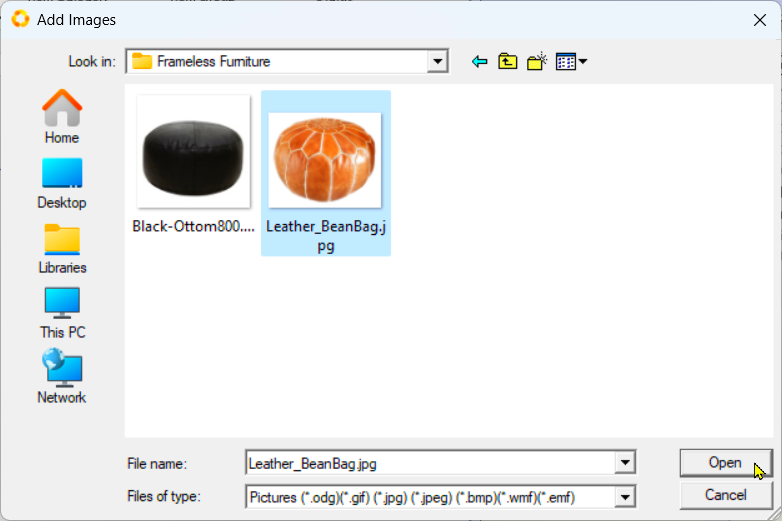 Add Images
Look in:
Frameless Furniture
Home
Desktop
Libraries
This PC
Network
Black-Ottom800....
Leather_BeanBag.j
pg
File name:
Leather_BeanBag.jpg
Open
Files of type:
Pictures (*.odg)(*.gif) (*.jpg) (*.jpeg) (*.bmp)(*.wmf)(*.emf)
Cancel